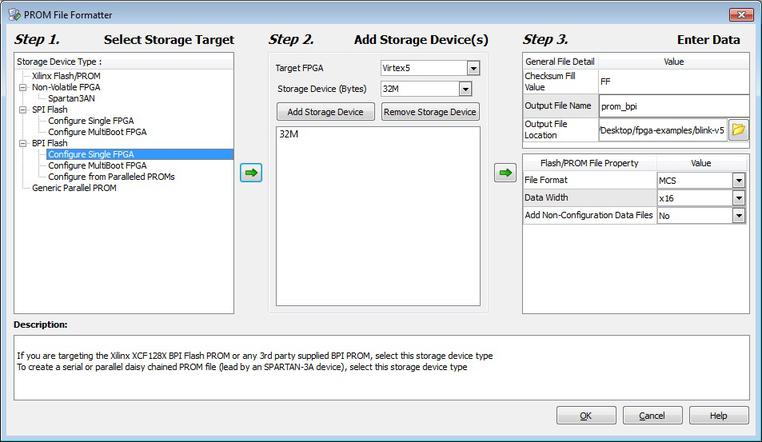 PROM File Formatter
Step 1. Select Storage Target
Storage Device Type :
Xilinx Flash/PROM
Non-Volatile FPGA
Spartan3AN
SPI Flash
Configure Single FPGA
Configure MultiBoot FPGA
BPI Flash
Configure Single FPGA
Configure MultiBoot FPGA
Configure from Paralleled PROMs
Generic Parallel PROM
Step 2. Add Storage Device(s)
Target FPGA Virtex5
Storage Device (Bytes) 32M
Add Storage Device Remove Storage Device
32M
Step 3. Enter Data
General File Detail Value
Checksum Fill
Value FF
Output File Name prom_bpi
Output File
Location /Desktop/fpga-examples/blink-v5
Flash/PROM File Property Value
File Format MCS
Data Width x16
Add Non-Configuration Data Files No
Description:
If you are targeting the Xilinx XCF128X BPI Flash PROM or any 3rd party supplied BPI PROM, select this storage device type
To create a serial or parallel daisy chained PROM file (lead by an SPARTAN-3A device), select this storage device type
OK Cancel Help